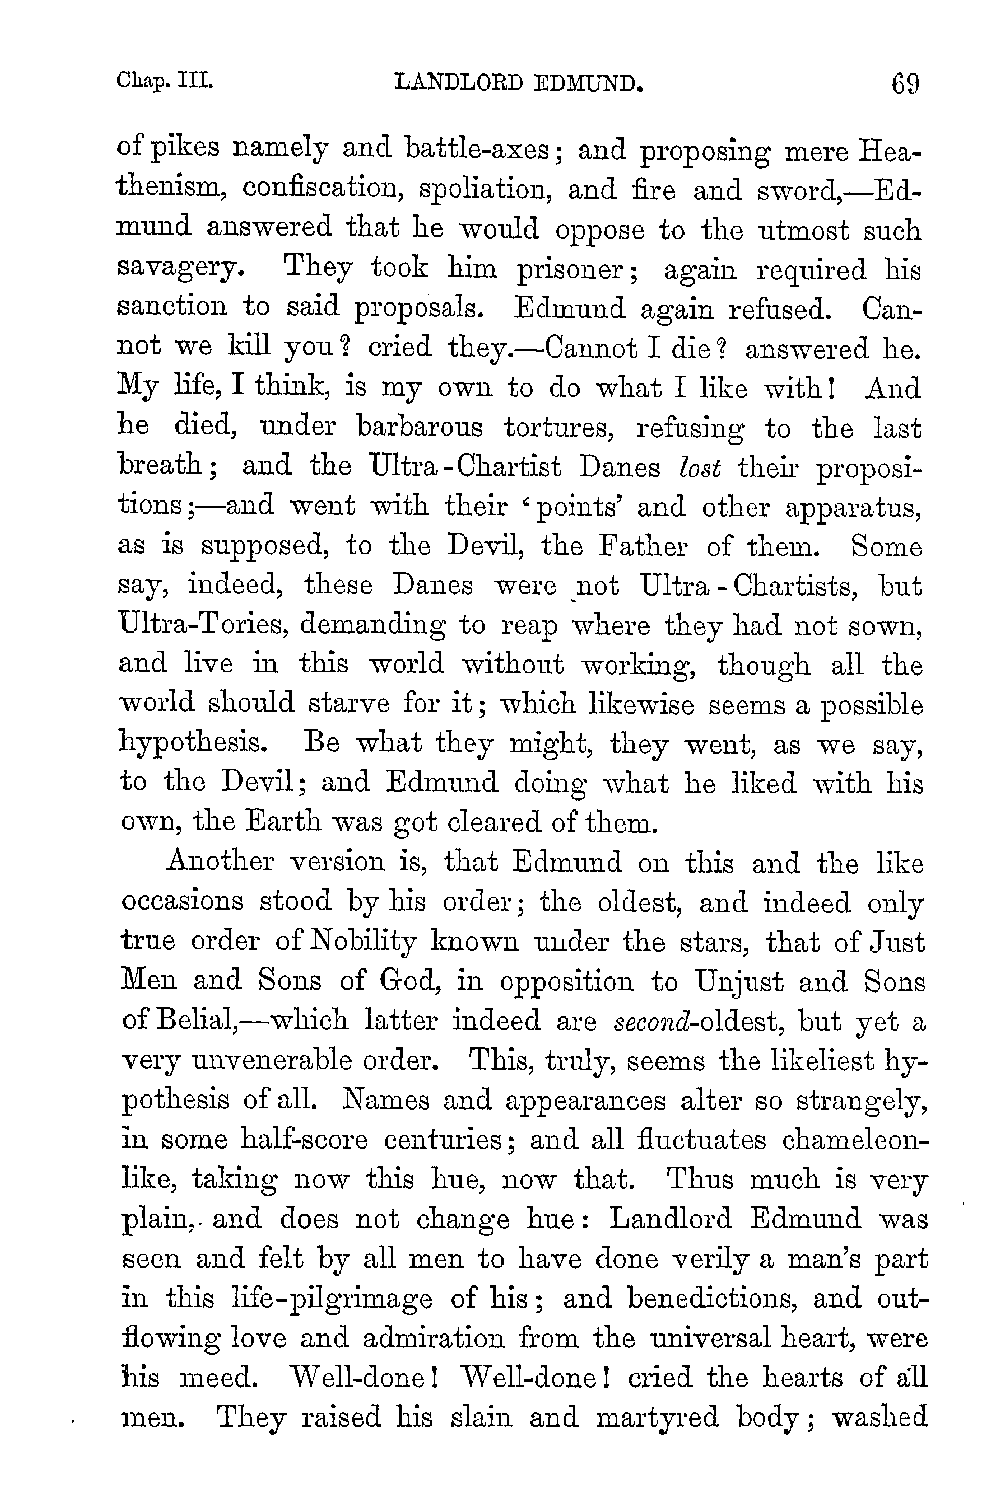 Chap. III. LANDLORD EDMUND. 69
of pikes namely and battle-axes; and proposing mere Hea-
thenism, confiscation, spoliation, and fire and sword,—Ed-
mund answered that he would oppose to the utmost such
savagery. They took him prisoner; again required his
sanction to said proposals. Edmund again refused. Can-
not we kill you? cried they.—Cannot I die? answered he.
My life, I think, is my own to do what I like with! And
he died, under barbarous tortures, refusing to the last
breath; and the Ultra-Chartist Danes lost their proposi-
tions;—and went with their ‘points’ and other apparatus,
as is supposed, to the Devil, the Father of them. Some
say, indeed, these Danes were not Ultra-Chartists, but
Ultra-Tories, demanding to reap where they had not sown,
and live in this world without working, though all the
world should starve for it; which likewise seems a possible
hypothesis. Be what they might, they went, as we say,
to the Devil; and Edmund doing what he liked with his
own, the Earth was got cleared of them.
Another version is, that Edmund on this and the like
occasions stood by his order; the oldest, and indeed only
true order of Nobility known under the stars, that of Just
Men and Sons of God, in opposition to Unjust and Sons
of Belial,—which latter indeed are second-oldest, but yet a
very unvenerable order. This, truly, seems the likeliest hy-
pothesis of all. Names and appearances alter so strangely,
in some half-score centuries; and all fluctuates chameleon-
like, taking now this hue, now that. Thus much is very
plain, and does not change hue: Landlord Edmund was
seen and felt by all men to have done verily a man’s part
in this life-pilgrimage of his; and benedictions, and out-
flowing love and admiration from the universal heart, were
his meed. Well-done! Well-done! cried the hearts of all
men. They raised his slain and martyred body; washed